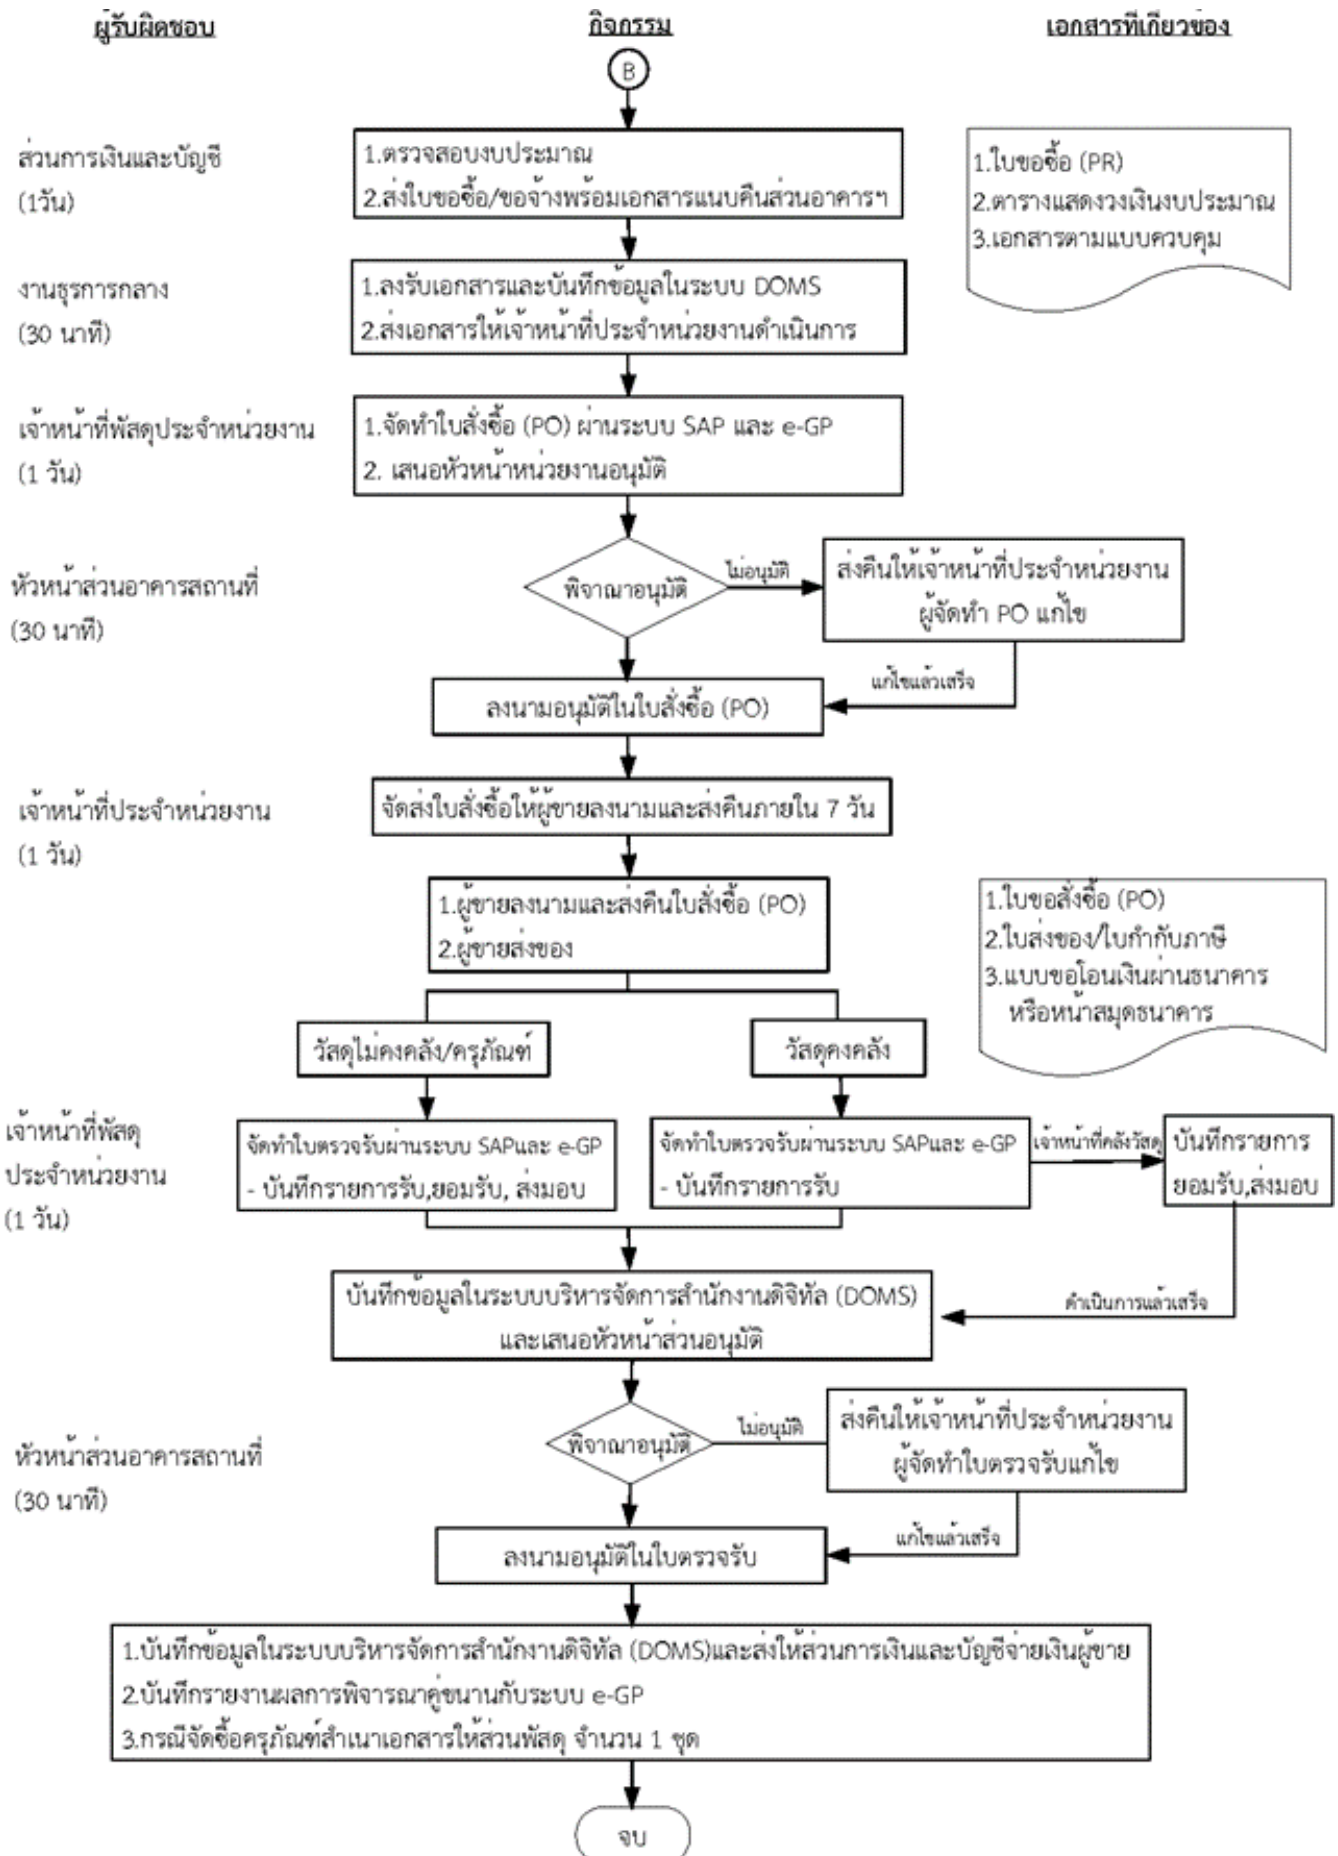 ผู้รับผิดชอบ
กิจกรรม
เอกสารที่เกี่ยวข้อง
B
ส่วนการเงินและบัญชี
(1วัน)
1.ตรวจสอบงบประมาณ
2.ส่งใบขอซื้อ/ขอจ้างพร้อมเอกสารแนบคืนส่วนอาคารฯ
1.ใบขอซื้อ (PR)
2.ตารางแสดงวงเงินงบประมาณ
3.เอกสารตามแบบควบคุม
งานธุรการกลาง
(30 นาที)
1.ลงรับเอกสารและบันทึกข้อมูลในระบบ DOMS
2.ส่งเอกสารให้เจ้าหน้าที่ประจำหน่วยงานดำเนินการ
เจ้าหน้าที่พัสดุประจำหน่วยงาน
(1 วัน)
1.จัดทำใบสั่งซื้อ (PO) ผ่านระบบ SAP และ e-GP
2. เสนอหัวหน้าหน่วยงานอนุมัติ
หัวหน้าส่วนอาคารสถานที่
(30 นาที)
พิจาณาอนุมัติ
ไม่อนุมัติ
ส่งคืนให้เจ้าหน้าที่ประจำหน่วยงาน
ผู้จัดทำ PO แก้ไข
แก้ไขแล้วเสร็จ
ลงนามอนุมัติในใบสั่งซื้อ (PO)
เจ้าหน้าที่ประจำหน่วยงาน
(1 วัน)
จัดส่งใบสั่งซื้อให้ผู้ขายลงนามและส่งคืนภายใน 7 วัน
1.ผู้ขายลงนามและส่งคืนใบสั่งซื้อ (PO)
2.ผู้ขายส่งของ
1.ใบขอสั่งซื้อ (PO)
2.ใบส่งของ/ใบกำกับภาษี
3.แบบขอโอนเงินผ่านธนาคาร
หรือหน้าสมุดธนาคาร
วัสดุไม่คงคลัง/ครุภัณฑ์
วัสดุคงคลัง
เจ้าหน้าที่พัสดุ
ประจำหน่วยงาน
(1 วัน)
จัดทำใบตรวจรับผ่านระบบ SAPและ e-GP
- บันทึกรายการรับ,ยอมรับ, ส่งมอบ
จัดทำใบตรวจรับผ่านระบบ SAPและ e-GP
- บันทึกรายการรับ
เจ้าหน้าที่คลังวัสดุ
บันทึกรายการ
ยอมรับ,ส่งมอบ
บันทึกข้อมูลในระบบบริหารจัดการสำนักงานดิจิทัล (DOMS)
และเสนอหัวหน้าส่วนอนุมัติ
ดำเนินการแล้วเสร็จ
หัวหน้าส่วนอาคารสถานที่
(30 นาที)
พิจาณาอนุมัติ
ไม่อนุมัติ
ส่งคืนให้เจ้าหน้าที่ประจำหน่วยงาน
ผู้จัดทำใบตรวจรับแก้ไข
แก้ไขแล้วเสร็จ
ลงนามอนุมัติในใบตรวจรับ
1.บันทึกข้อมูลในระบบบริหารจัดการสำนักงานดิจิทัล (DOMS)และส่งให้ส่วนการเงินและบัญชีจ่ายเงินผู้ขาย
2.บันทึกรายงานผลการพิจารณาคู่ขนานกับระบบ e-GP
3.กรณีจัดซื้อครุภัณฑ์สำเนาเอกสารให้ส่วนพัสดุ จำนวน 1 ชุด
จบ